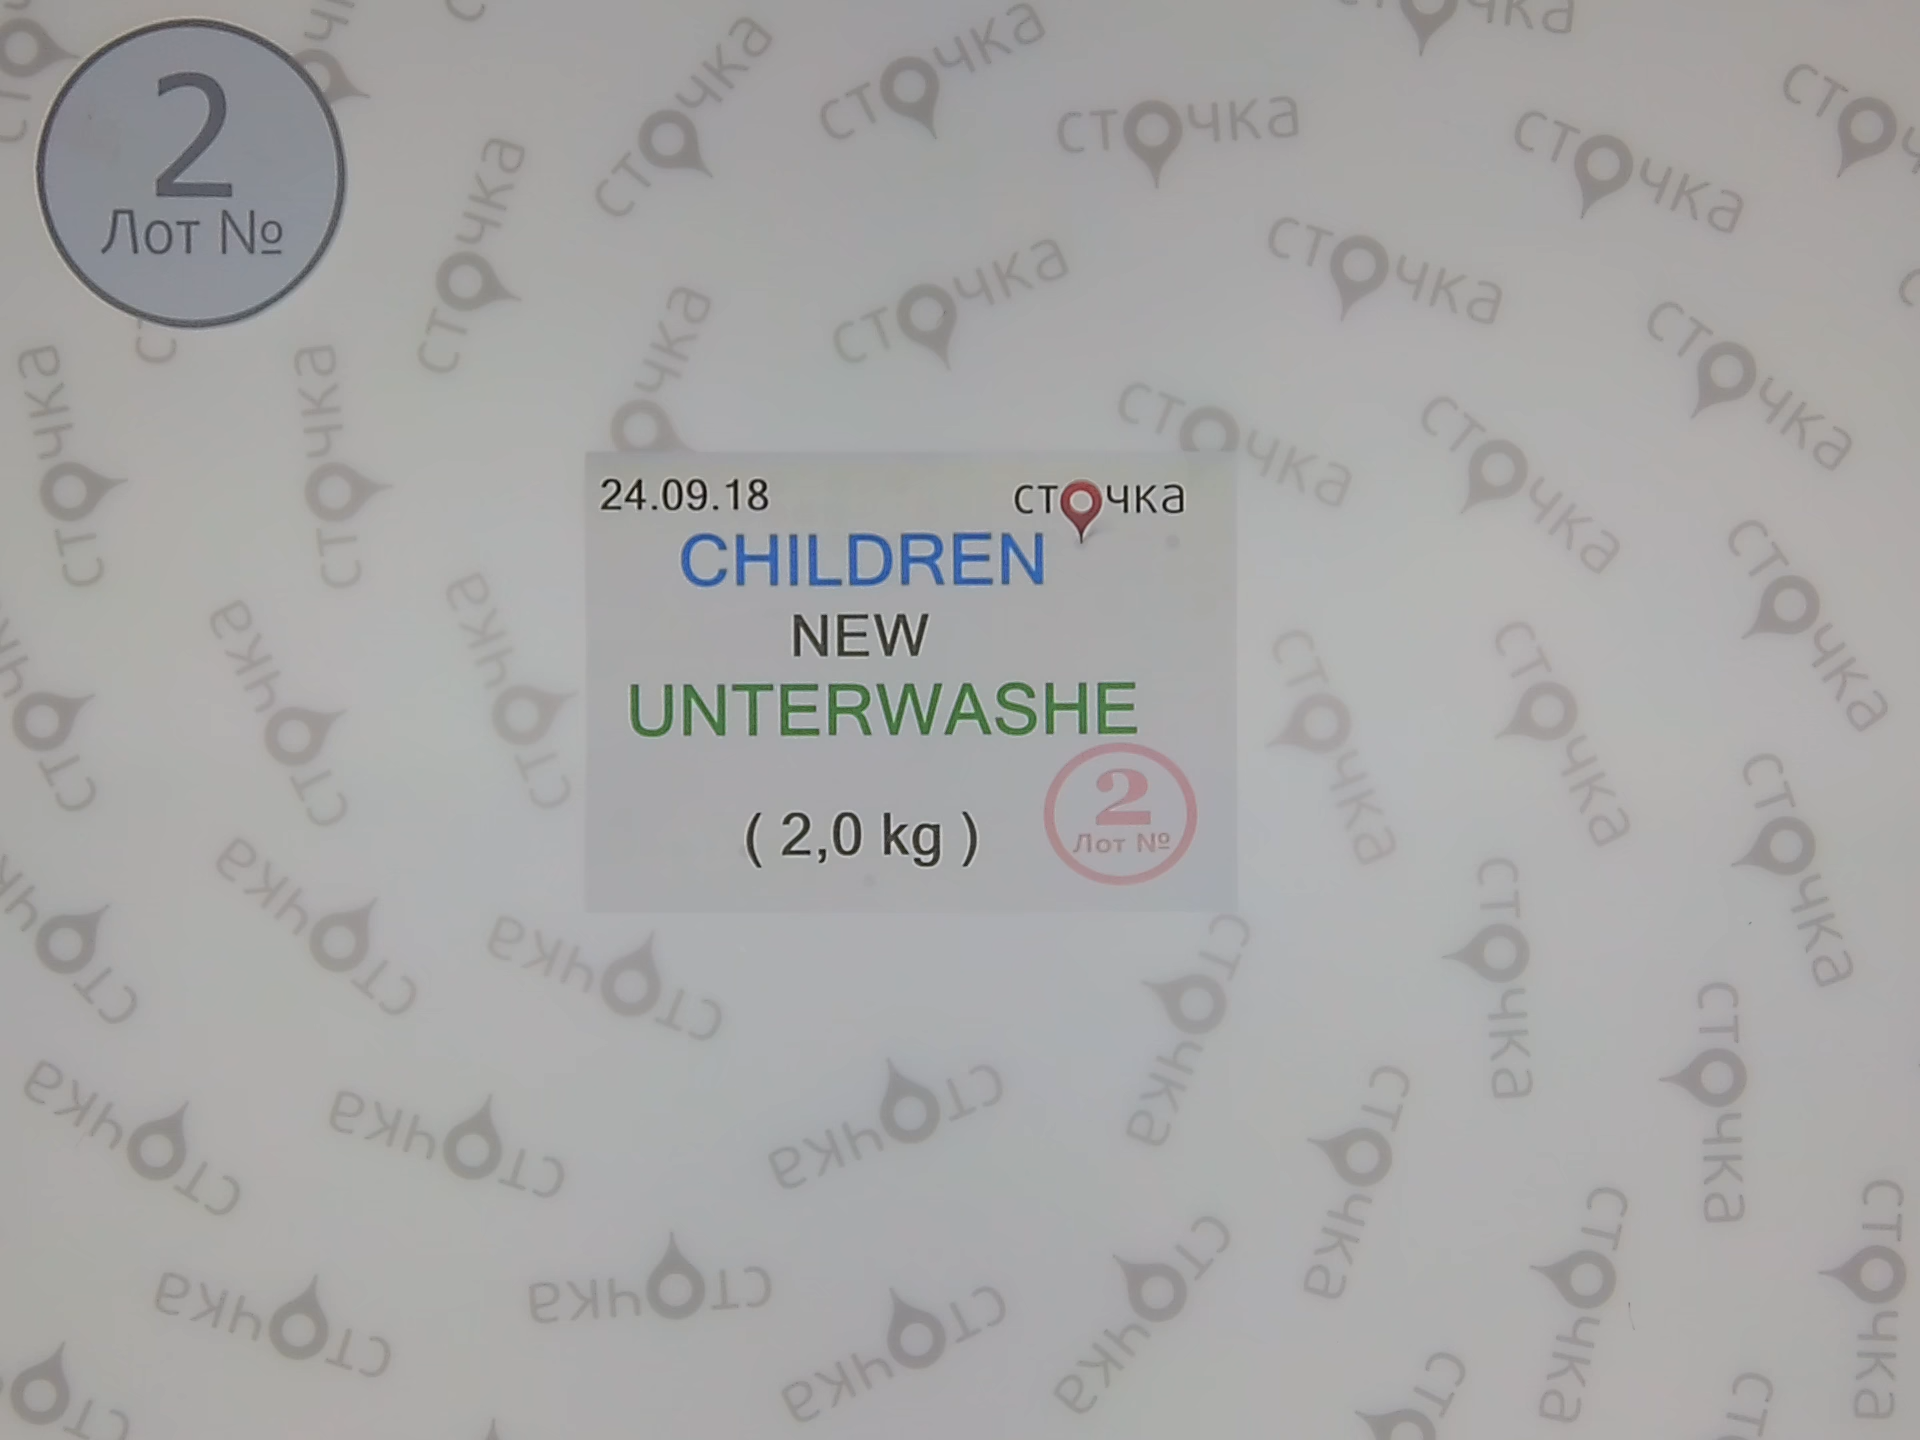 2
Лот №
24.09.18
сточка
CHILDREN
NEW
UNTERWASHE
( 2,0 kg )
2
Лот №